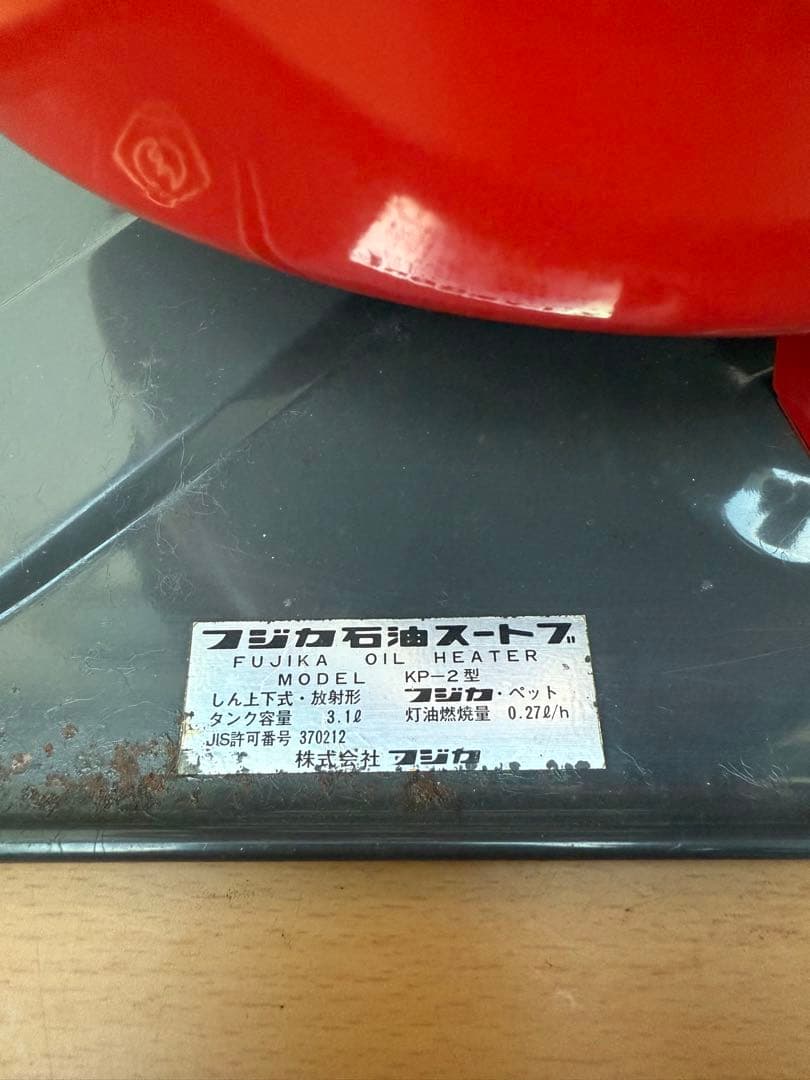 フジカ石油ストーブ
FUJIKA OIL HEATER
MODEL KP-2型
しん上下式・放射形 フジカ・ペット
タンク容量 3.1ℓ 灯油燃焼量 0.27ℓ/h
JIS許可番号 370212
株式会社 フジカ